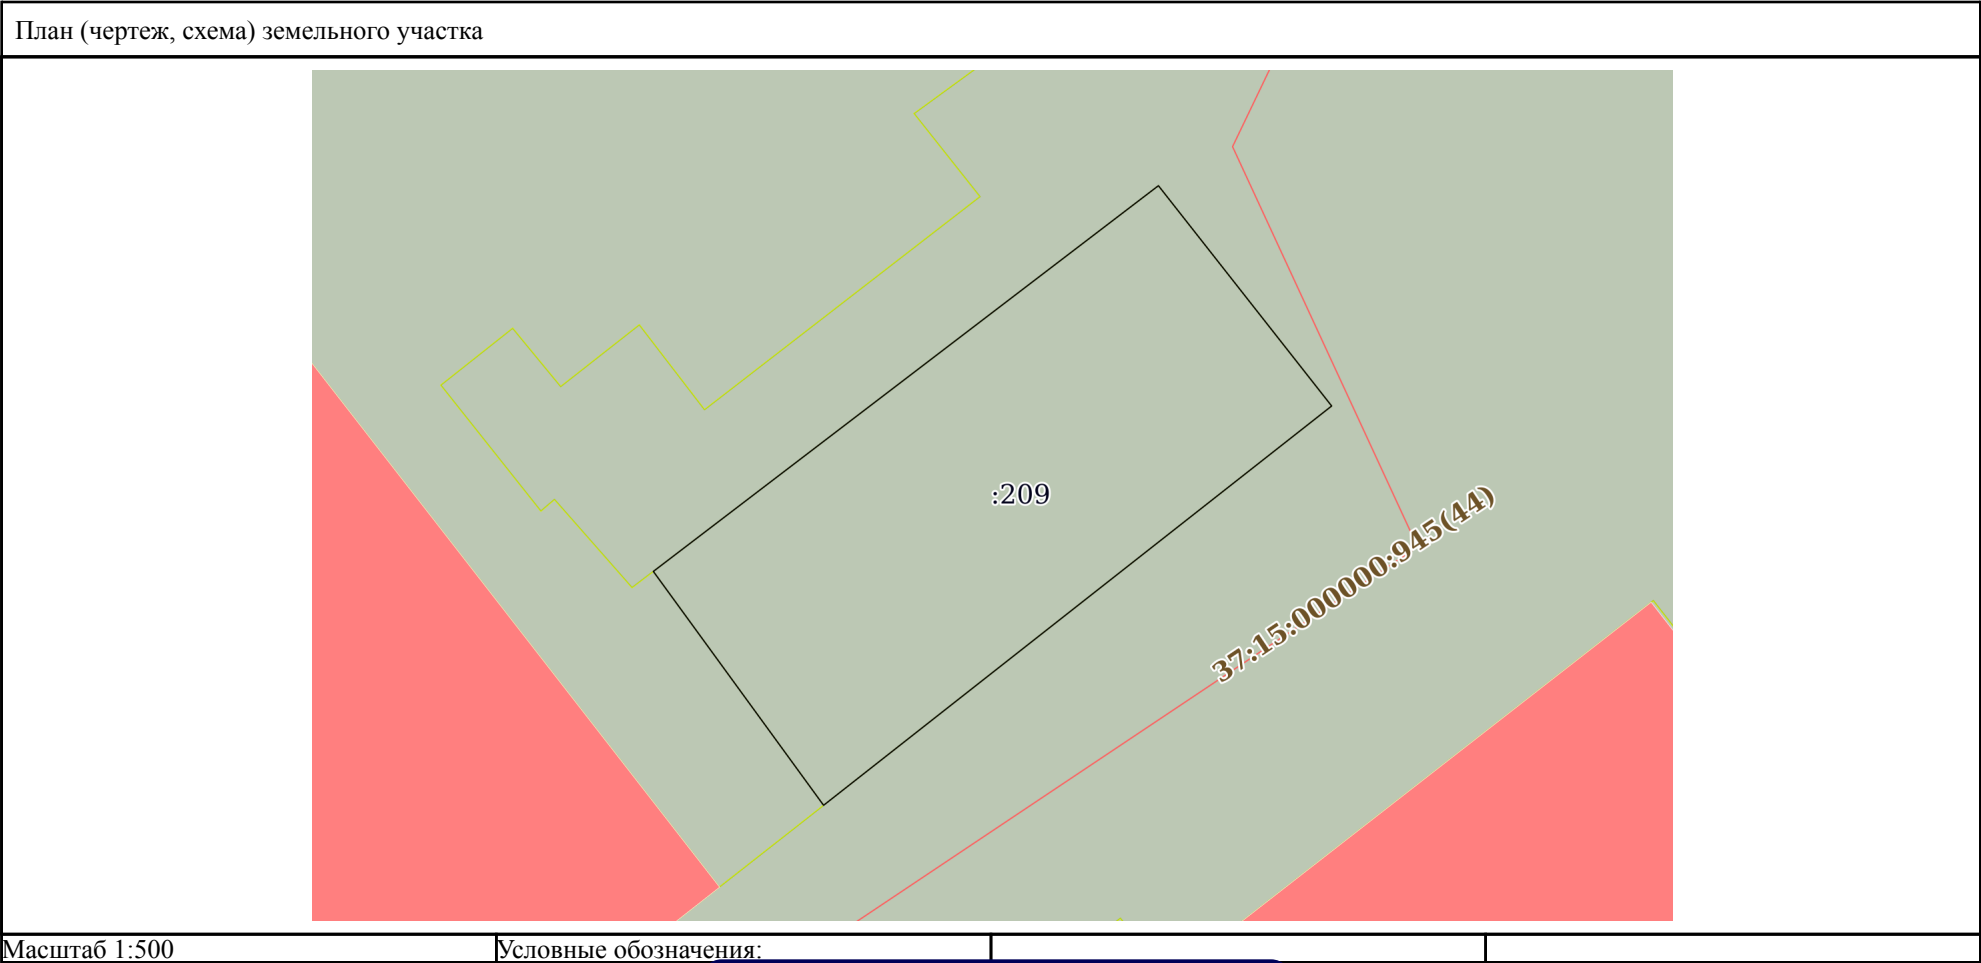 План (чертеж, схема) земельного участка
:209
37:15:000000:945(44)
Масштаб 1:500
Условные обозначения: